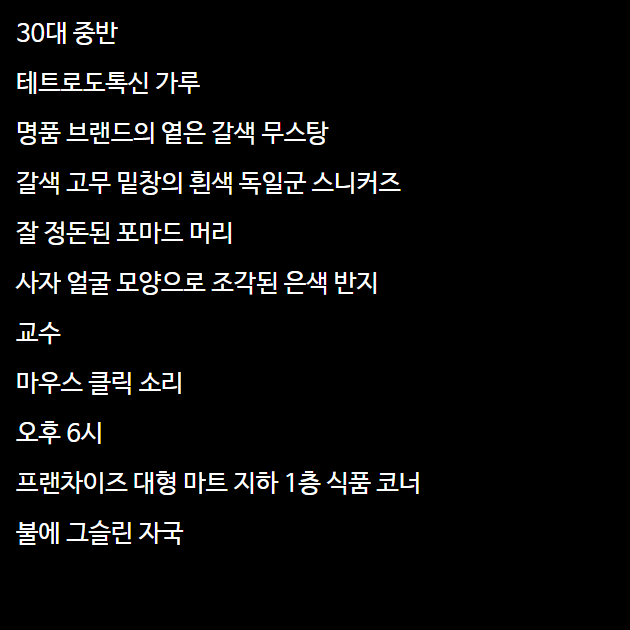 30대 중반
테트로도톡신 가루
명품 브랜드의 옅은 갈색 무스탕
갈색 고무 밑창의 흰색 독일군 스니커즈
잘 정돈된 포마드 머리
사자 얼굴 모양으로 조각된 은색 반지
교수
마우스 클릭 소리
오후 6시
프랜차이즈 대형 마트 지하 1층 식품 코너
불에 그슬린 자국